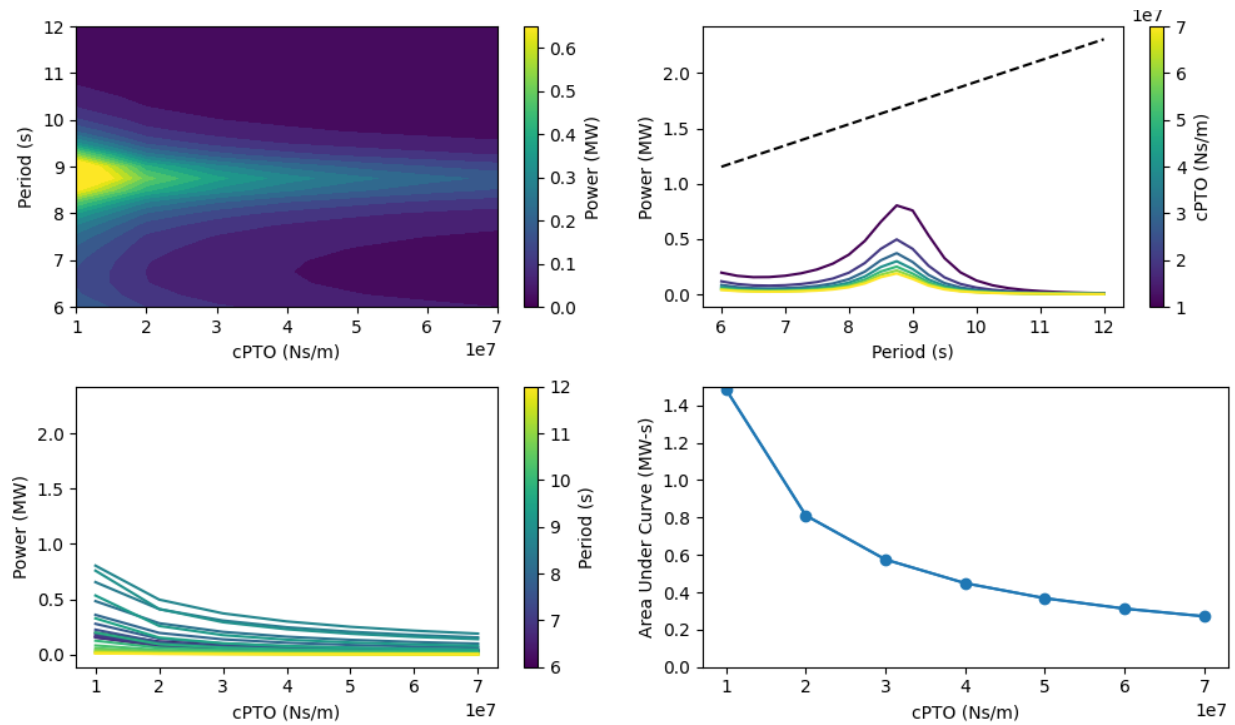 12
11
10
9
8
7
6
Period (s)
1 2 3 4 5 6 7
cPTO (Ns/m)
1e7
0.6
0.5
0.4
0.3
0.2
0.1
0.0
Power (MW)
2.0
1.5
1.0
0.5
0.0
Power (MW)
6 7 8 9 10 11 12
Period (s)
1e7
7
6
5
4
3
2
1
cPTO (Ns/m)
2.0
1.5
1.0
0.5
0.0
Power (MW)
1 2 3 4 5 6 7
cPTO (Ns/m)
1e7
12
11
10
9
8
7
6
Period (s)
1.4
1.2
1.0
0.8
0.6
0.4
0.2
0.0
Area Under Curve (MW-s)
1 2 3 4 5 6 7
cPTO (Ns/m)
1e7